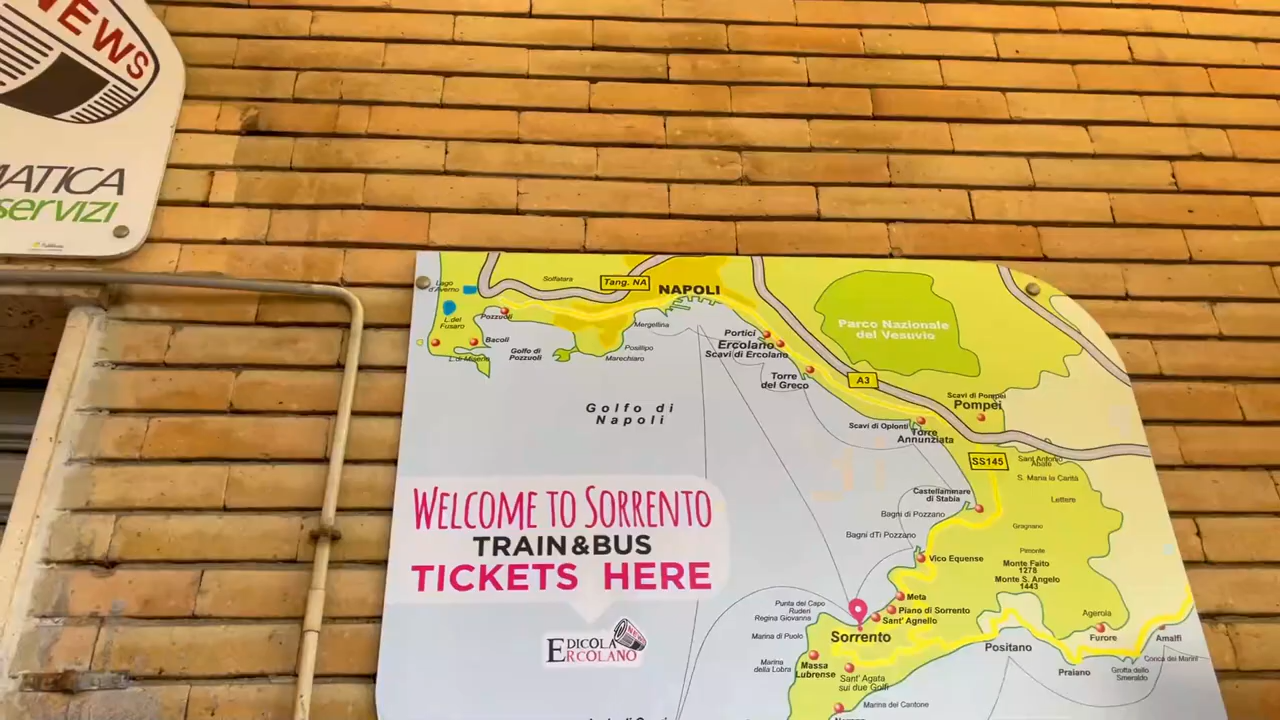 NEWS
MATICA
servizi
Lago
d'Averno
Solfatara
Tang. NA
NAPOLI
L.del
Fusaro
Pozzuoli
Bacoli
L.di Miseno
Golfo di
Pozzuoli
Mergellina
Posillipo
Marechiaro
Portici
Ercolano
Scavi di Ercolano
Parco Nazionale
del Vesuvio
Torre
del Greco
A3
Golfo di
Napoli
Scavi di Pompei
Pompei
Scavi di Oplonti
Torre
Annunziata
SS145
Sant'Antonio
Abate
S. Maria la Carità
Lettere
Castellammare
di Stabia
Bagni di Pozzano
Gragnano
Bagni dTi Pozzano
Vico Equense
Pimonte
Monte Faito
1278
Monte S. Angelo
1443
WELCOME TO SORRENTO
TRAIN&BUS
TICKETS HERE
EDICOLA
ERCOLANO
NEWS
Meta
Piano di Sorrento
Sant' Agnello
Punta del Capo
Ruderi
Regina Giovanna
Sorrento
Marina di Puolo
Marina
della Lobra
Massa
Lubrense
Sant' Agata
sui due Golfi
Marina del Cantone
Positano
Agerola
Furore
Amalfi
Praiano
Conca dei Marini
Grotta dello
Smeraldo